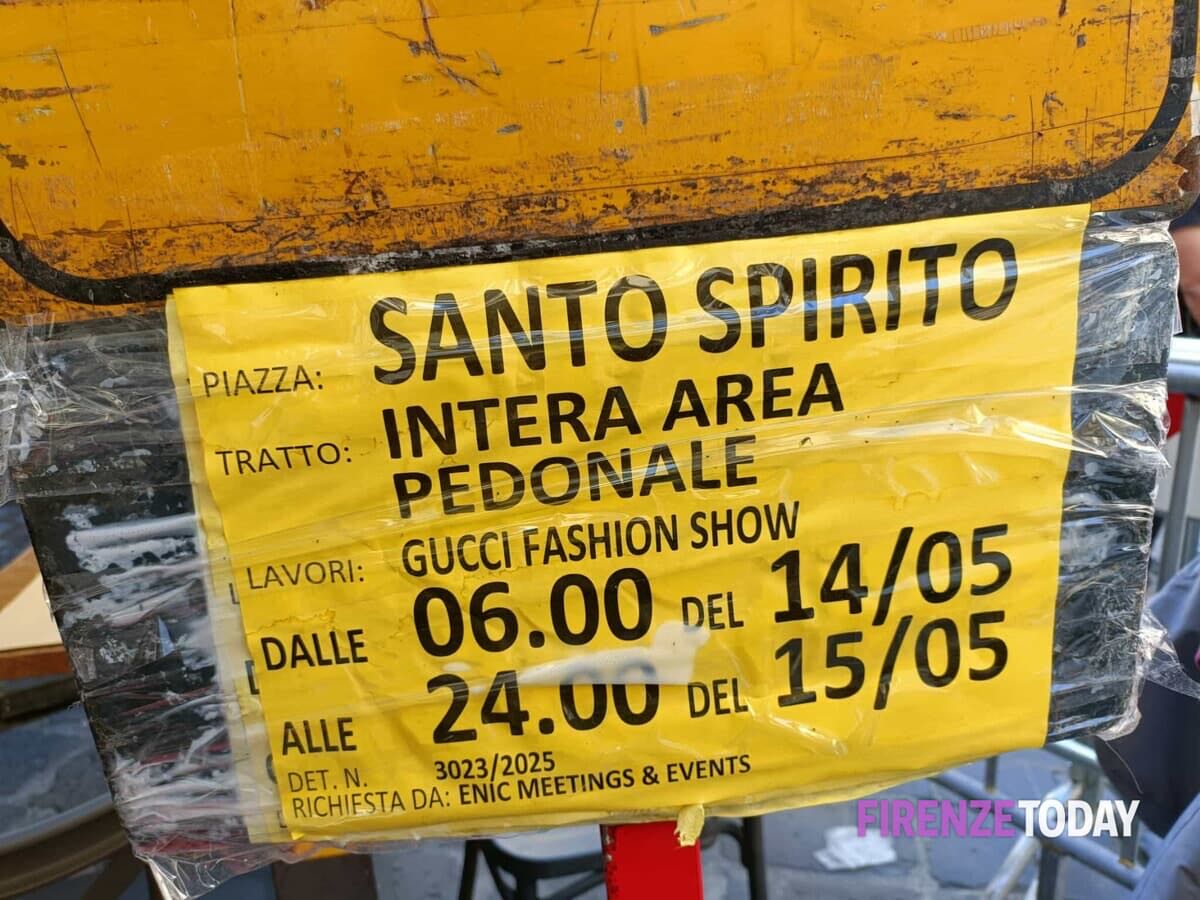 PIAZZA: SANTO SPIRITO
TRATTO: INTERA AREA
PEDONALE
LAVORI: GUCCI FASHION SHOW
DALLE 06.00 DEL 14/05
ALLE 24.00 DEL 15/05
DET. N. 3023/2025
RICHIESTA DA: ENIC MEETINGS & EVENTS
FIRENZETODAY